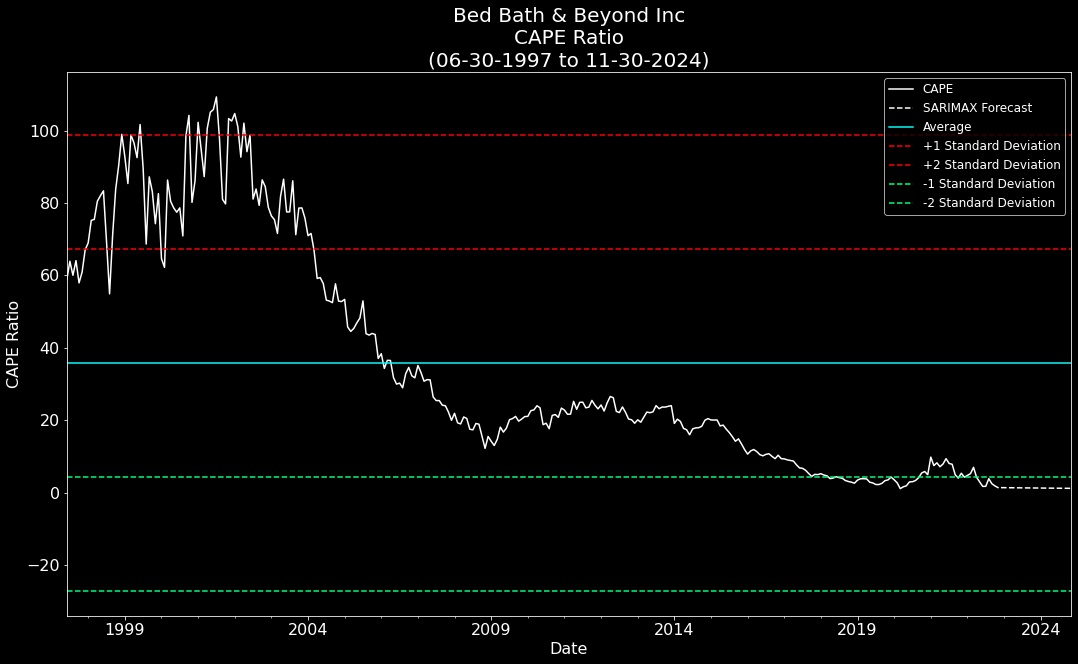 Bed Bath & Beyond Inc
CAPE Ratio
(06-30-1997 to 11-30-2024)
CAPE
SARIMAX Forecast
Average
+1 Standard Deviation
+2 Standard Deviation
-1 Standard Deviation
-2 Standard Deviation
CAPE Ratio
100
80
60
40
20
0
−20
1999
2004
2009
2014
2019
2024
Date